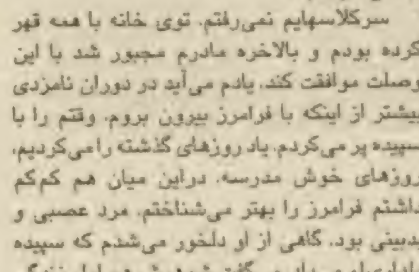 سرکلاسهایم نمی‌رفتم. توی خانه با همه قهر
کرده بودم و بالاخره مادرم مجبور شد با این
وصلت موافقت کند. یادم می‌آید در دوران نامزدی
بیشتر از اینکه با فرامرز بیرون بروم. وقتم را با
سپیده پر می‌کردم. یاد روزهای گذشته را می‌کردیم.
روزهای خوش مدرسه. دراین میان هم کم‌کم
داشتم فرامرز را بهتر می‌شناختم. مرد عصبی و
بدبینی بود. گاهی از او دلخور می‌شدم که سپیده